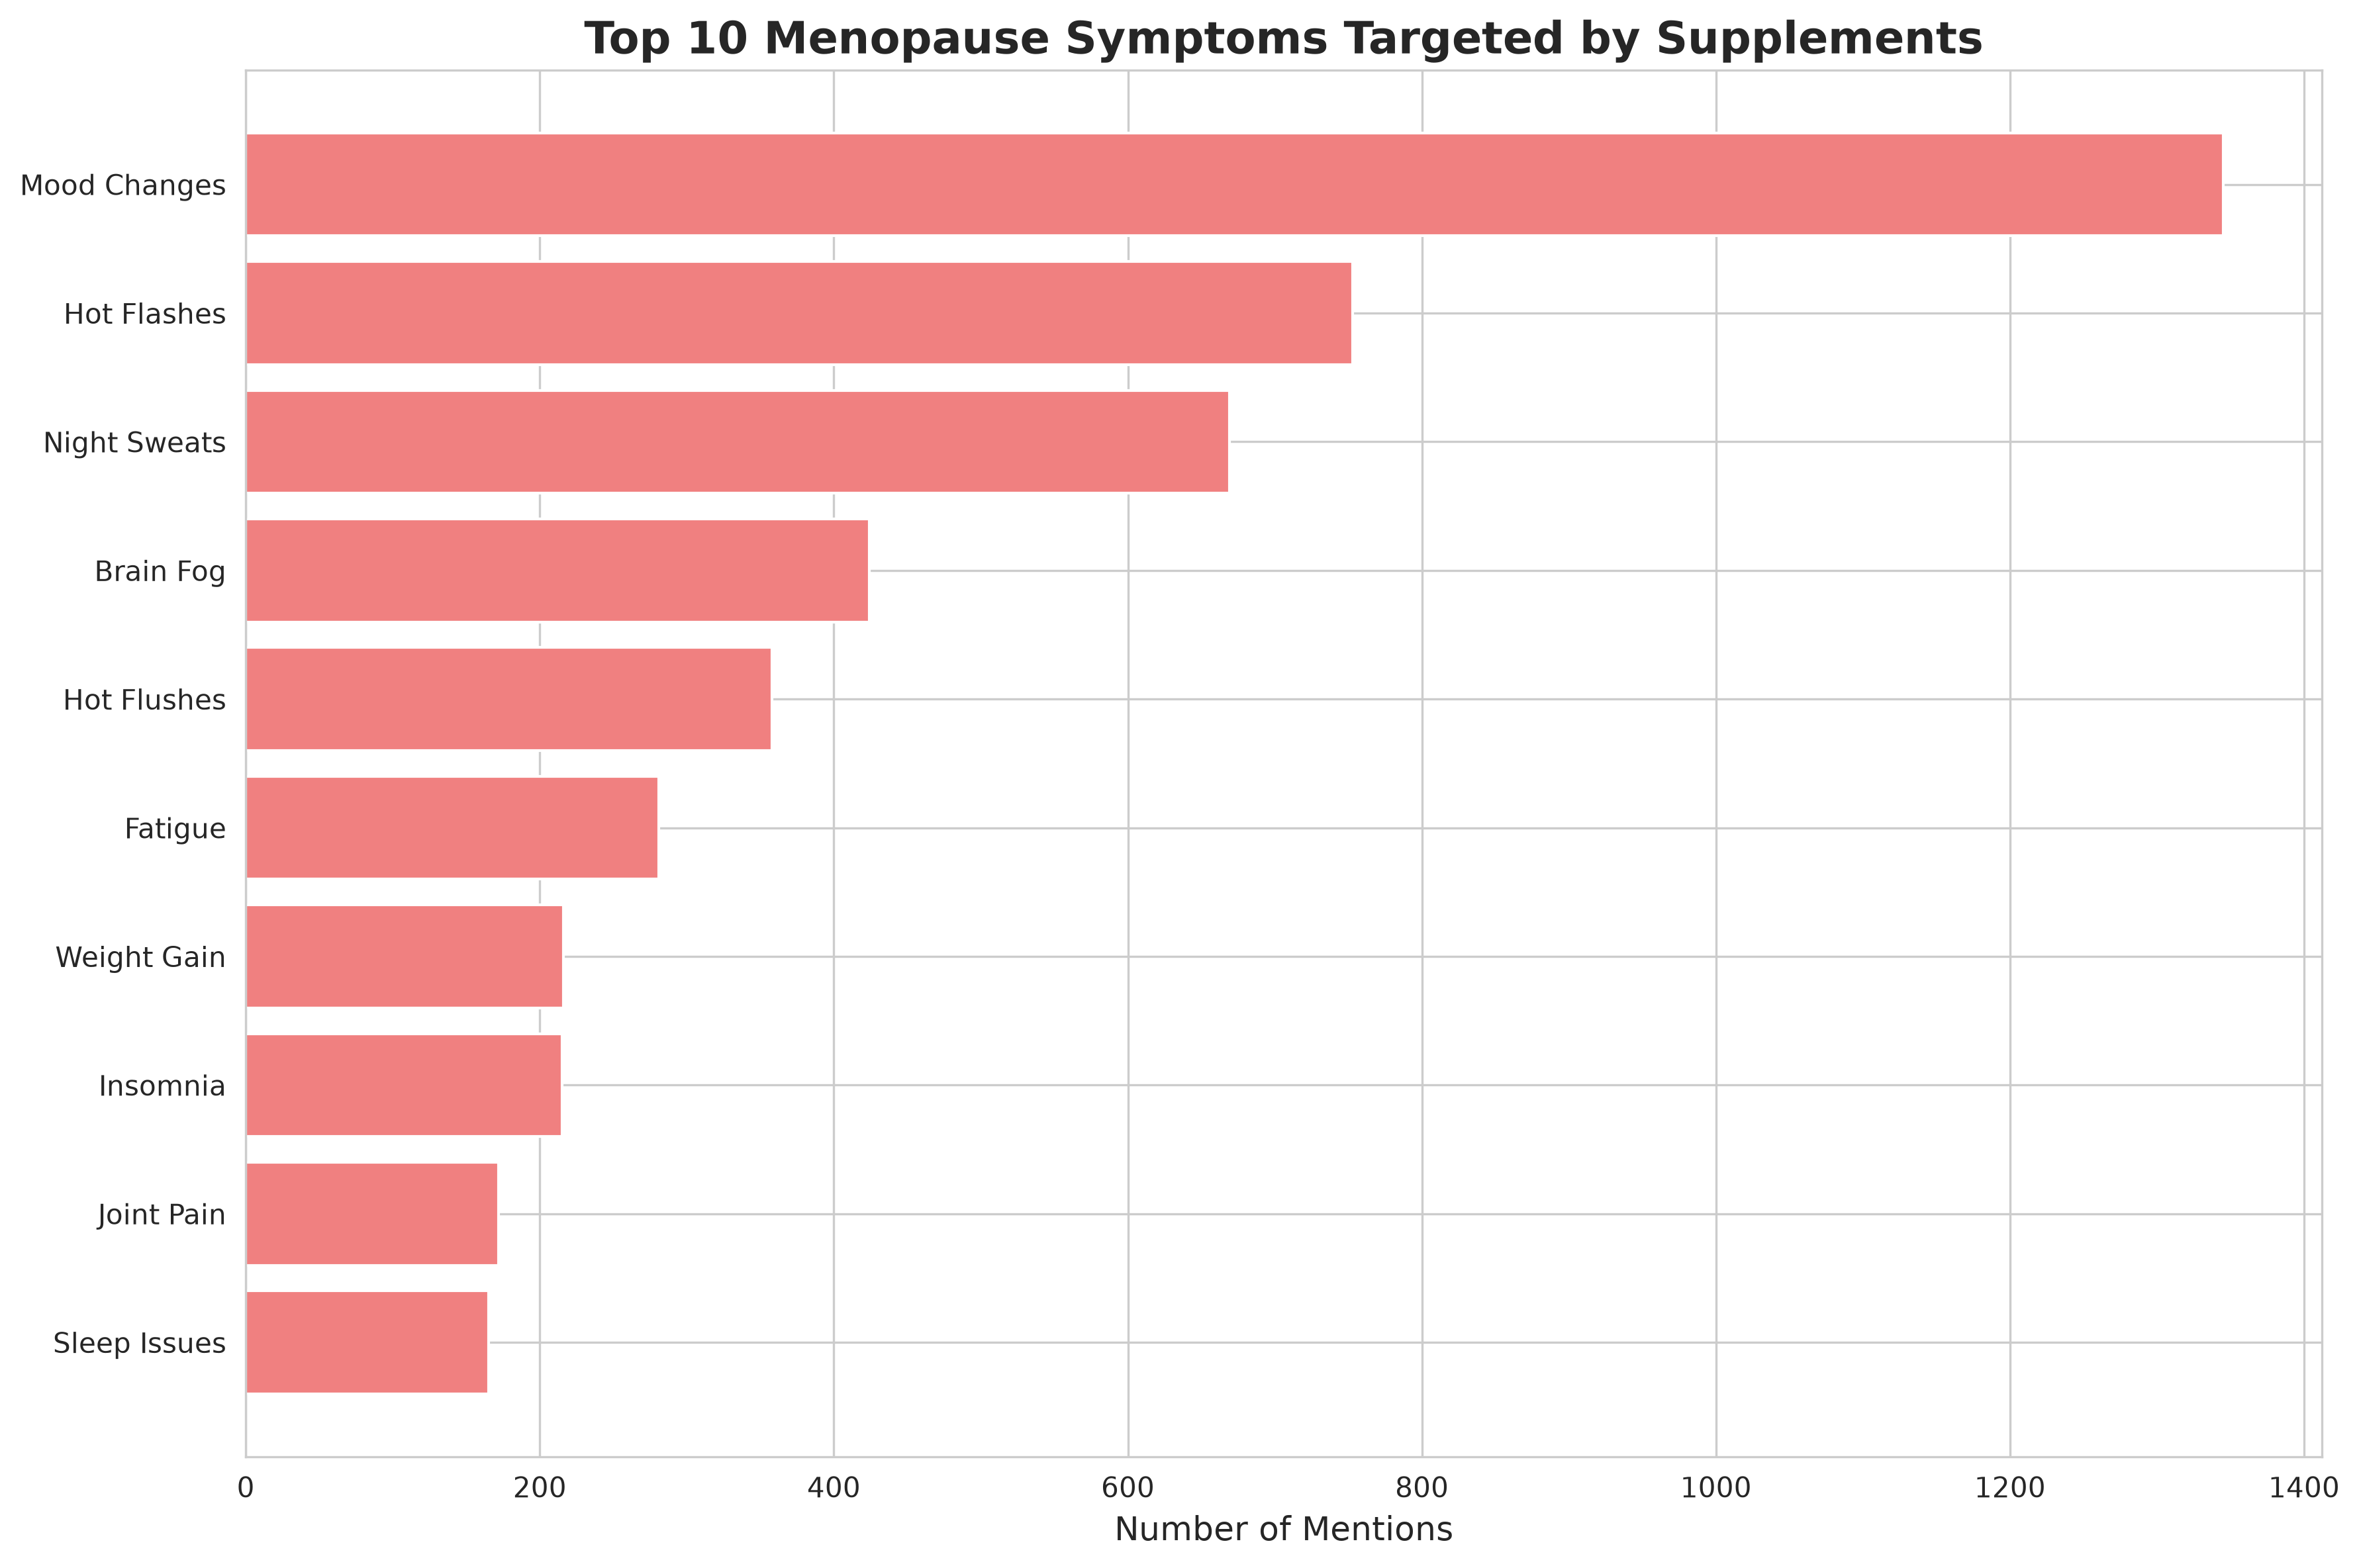 Top 10 Menopause Symptoms Targeted by Supplements
Mood Changes
Hot Flashes
Night Sweats
Brain Fog
Hot Flushes
Fatigue
Weight Gain
Insomnia
Joint Pain
Sleep Issues
0 200 400 600 800 1000 1200 1400
Number of Mentions